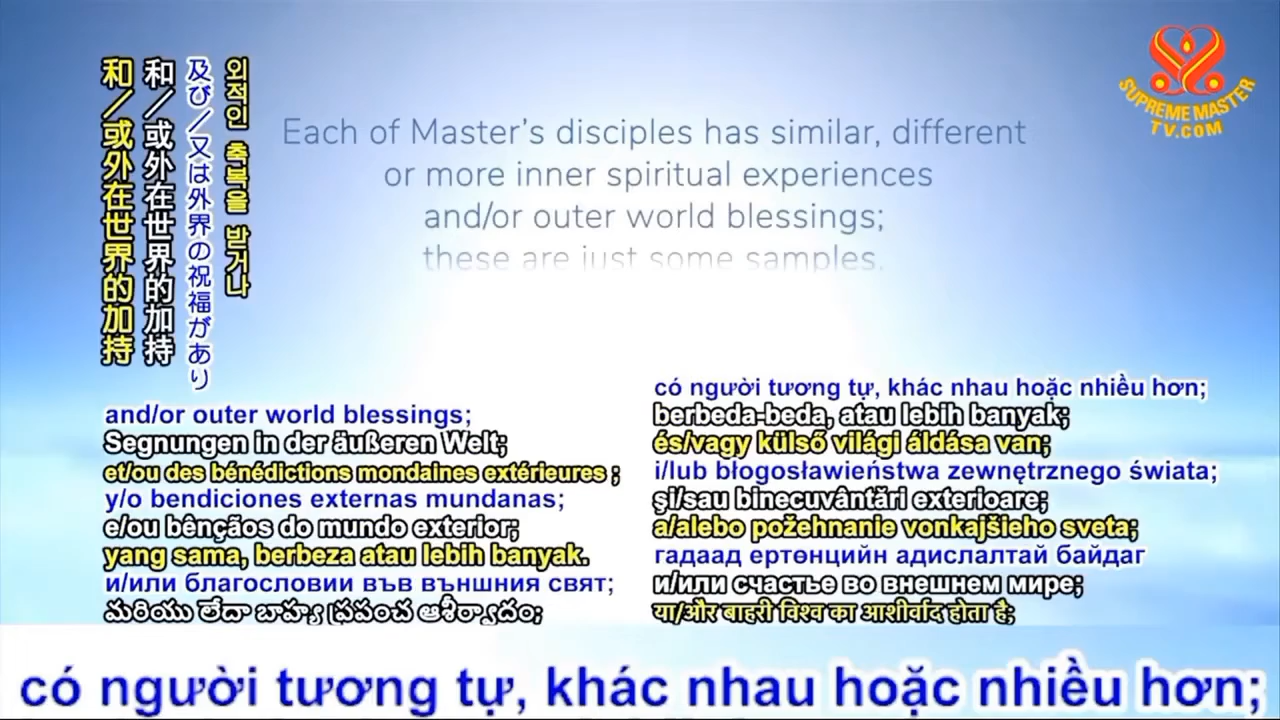 和／或外在世界的加持
和／或外在世界的加持
及び／又は外界の祝福があり
외적인 축복을 받거나
Each of Master's disciples has similar, different
or more inner spiritual experiences
and/or outer world blessings;
these are just some samples.
SUPREME MASTER
TV.COM
and/or outer world blessings;
Segnungen in der äußeren Welt;
et/ou des bénédictions mondaines extérieures ;
y/o bendiciones externas mundanas;
e/ou bênçãos do mundo exterior;
yang sama, berbeza atau lebih banyak.
и/или благословии във външния свят;
మరియు లేదా బాహ్య ప్రపంచ ఆశీర్వాదం;
có người tương tự, khác nhau hoặc nhiều hơn;
berbeda-beda, atau lebih banyak;
és/vagy külső világi áldása van;
i/lub błogosławieństwa zewnętrznego świata;
și/sau binecuvântări exterioare;
a/alebo požehnanie vonkajšieho sveta;
гадаад ертөнцийн адислалтай байдаг
и/или счастье во внешнем мире;
या/और बाहरी विश्व का आशीर्वाद होता है;
có người tương tự, khác nhau hoặc nhiều hơn;